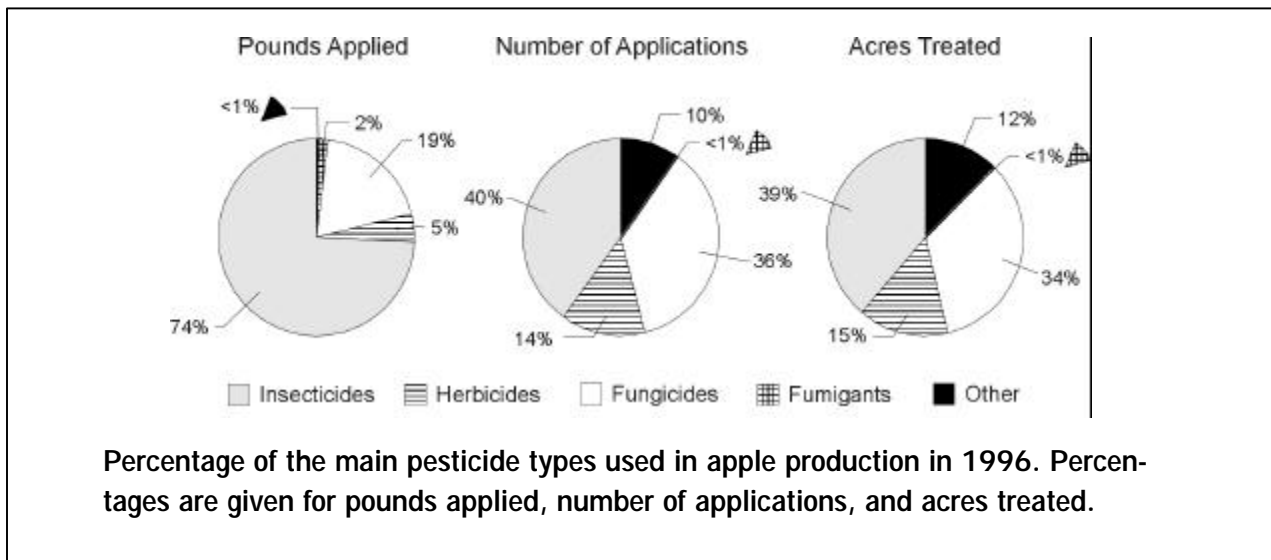 Pounds Applied
Number of Applications
Acres Treated
<1%
2%
19%
5%
74%
10%
<1%
36%
14%
40%
12%
<1%
34%
15%
39%
Insecticides
Herbicides
Fungicides
Fumigants
Other
Percentage of the main pesticide types used in apple production in 1996. Percen-
tages are given for pounds applied, number of applications, and acres treated.